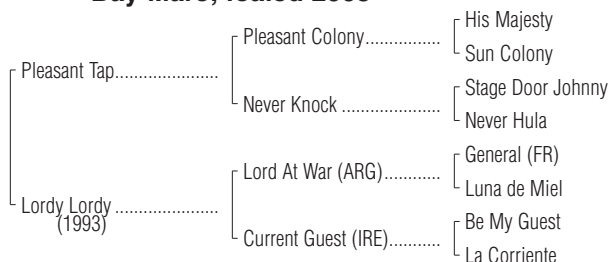 Bay Mare, foaled
His Majesty
Pleasant Colony................
Sun Colony
Pleasant Tap......................
Stage Door Johnny
Never Knock .....................
Never Hula
General (FR)
Lord At War (ARG)............
Luna de Miel
Lordy Lordy ......................
(1993)
Be My Guest
Current Guest (IRE)...........
La Corriente